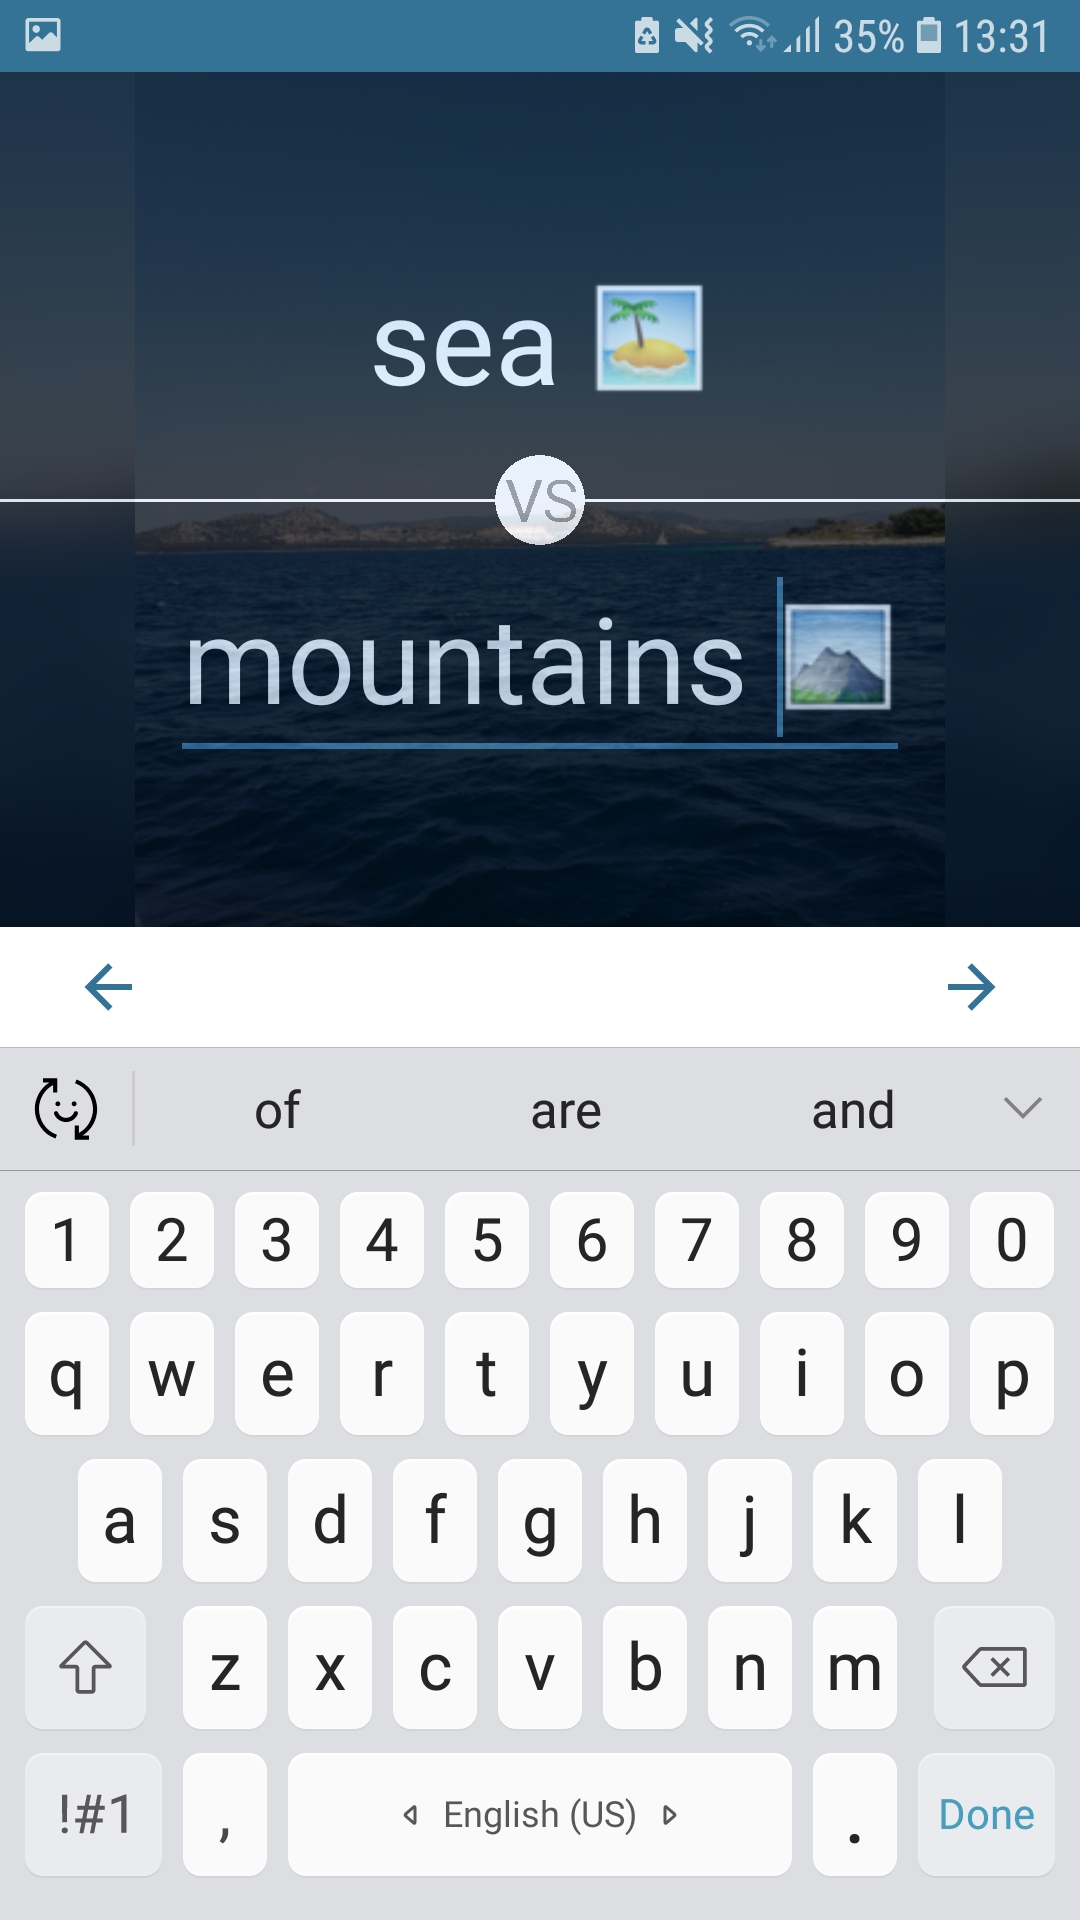 35% 13:31
sea
VS
mountains
of are and
1 2 3 4 5 6 7 8 9 0
q w e r t y u i o p
a s d f g h j k l
z x c v b n m
!#1 , English (US) . Done